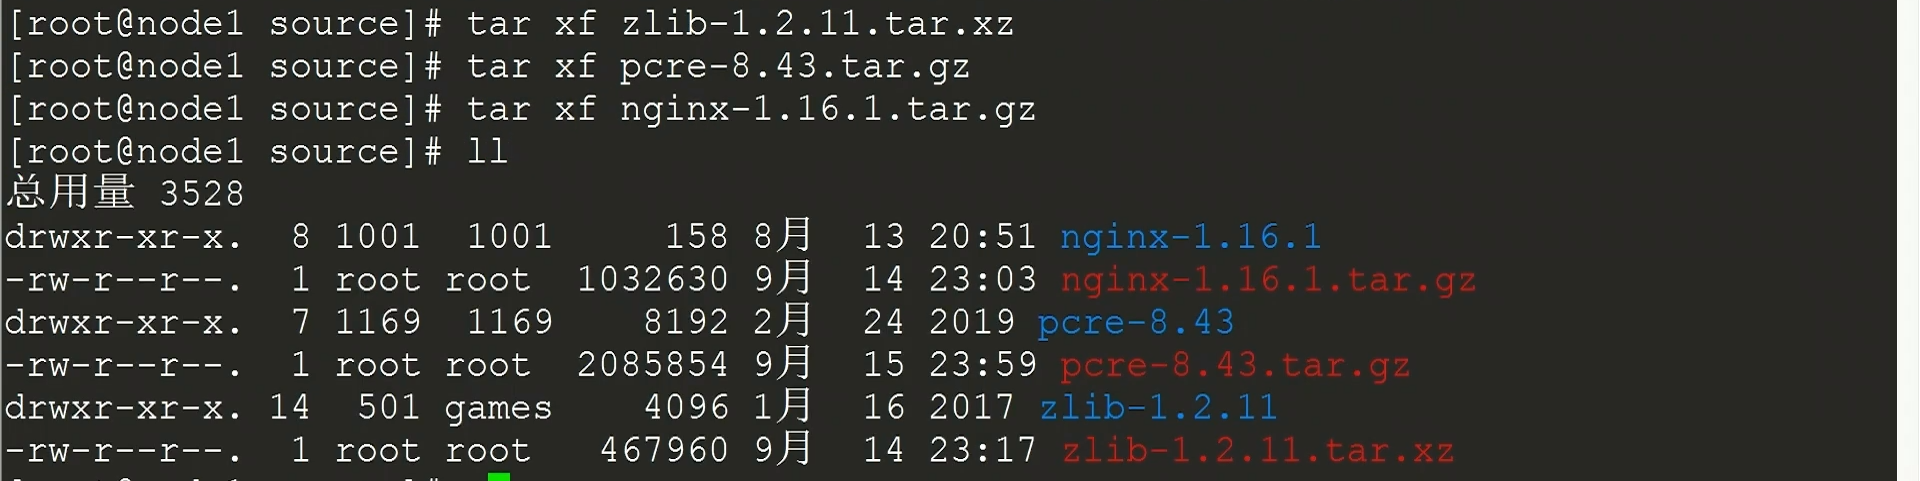 [root@node1 source]# tar xf zlib-1.2.11.tar.xz
[root@node1 source]# tar xf pcre-8.43.tar.gz
[root@node1 source]# tar xf nginx-1.16.1.tar.gz
[root@node1 source]# ll
总用量 3528
drwxr-xr-x.  8 1001  1001     158 8月  13 20:51 nginx-1.16.1
-rw-r--r--.  1 root root  1032630 9月  14 23:03 nginx-1.16.1.tar.gz
drwxr-xr-x.  7 1169  1169    8192 2月  24 2019 pcre-8.43
-rw-r--r--.  1 root root  2085854 9月  15 23:59 pcre-8.43.tar.gz
drwxr-xr-x. 14  501 games    4096 1月  16 2017 zlib-1.2.11
-rw-r--r--.  1 root root   467960 9月  14 23:17 zlib-1.2.11.tar.xz